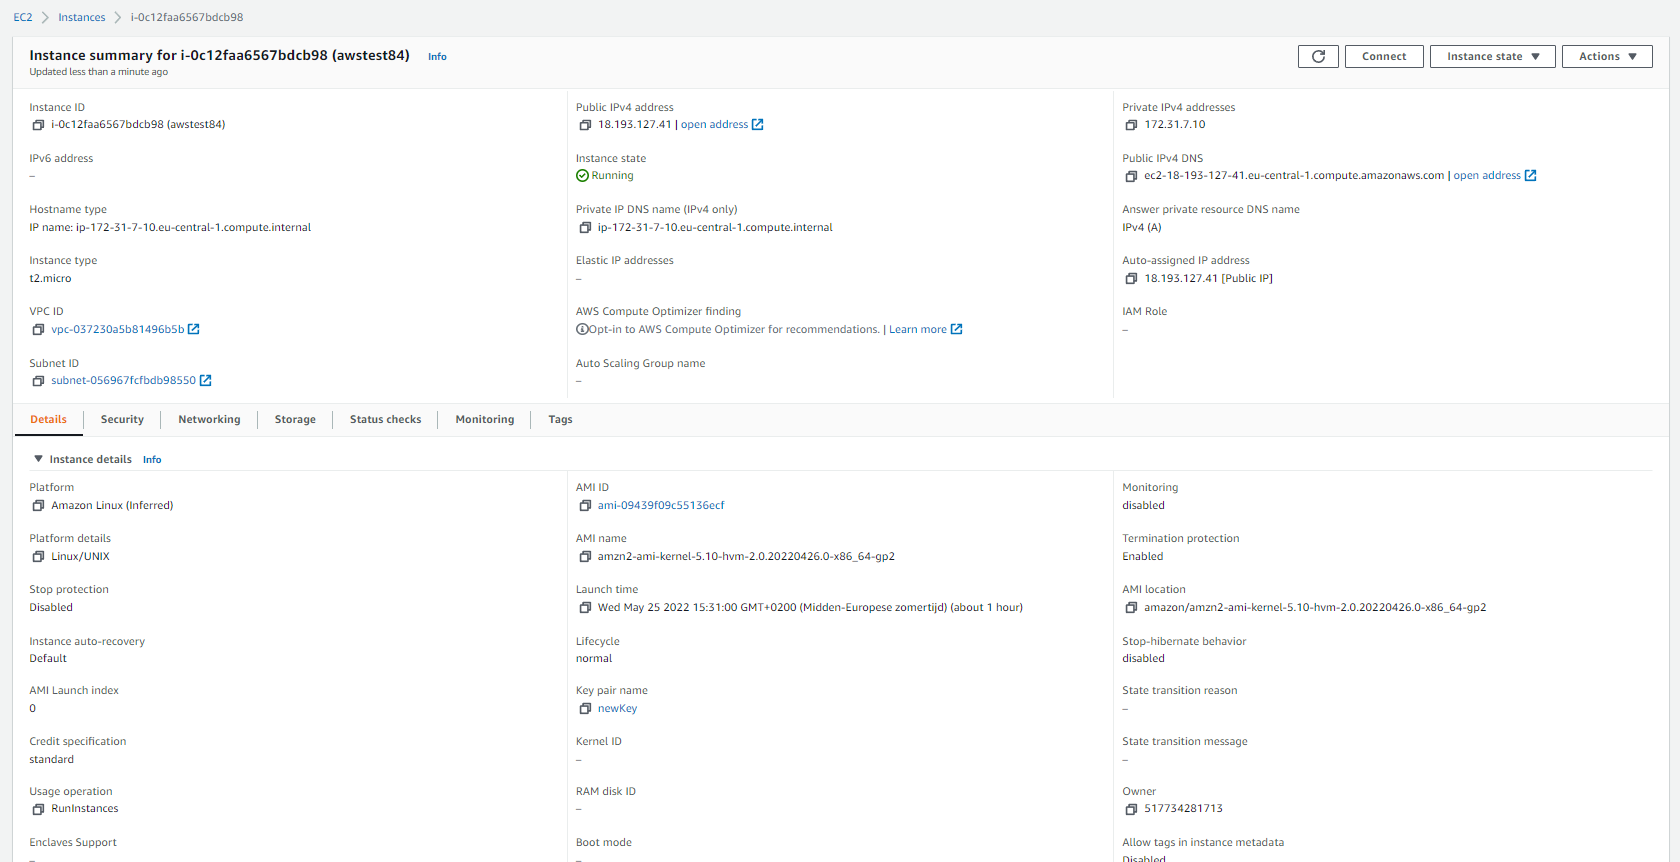 EC2 > Instances > i-0c12faa6567bdcb98
Instance summary for i-0c12faa6567bdcb98 (awstest84) Info
Updated less than a minute ago
Connect
Instance state
Actions
Instance ID
i-0c12faa6567bdcb98 (awstest84)
Public IPv4 address
18.193.127.41 | open address
Private IPv4 addresses
172.31.7.10
IPv6 address
–
Instance state
Running
Public IPv4 DNS
ec2-18-193-127-41.eu-central-1.compute.amazonaws.com | open address
Hostname type
IP name: ip-172-31-7-10.eu-central-1.compute.internal
Private IP DNS name (IPv4 only)
ip-172-31-7-10.eu-central-1.compute.internal
Answer private resource DNS name
IPv4 (A)
Instance type
t2.micro
Elastic IP addresses
–
Auto-assigned IP address
18.193.127.41 [Public IP]
VPC ID
vpc-037230a5b81496b5b
AWS Compute Optimizer finding
Opt-in to AWS Compute Optimizer for recommendations. | Learn more
IAM Role
–
Subnet ID
subnet-056967fcfbdb98550
Auto Scaling Group name
–
Details
Security
Networking
Storage
Status checks
Monitoring
Tags
Instance details Info
Platform
Amazon Linux (Inferred)
AMI ID
ami-09439f09c55136ecf
Monitoring
disabled
Platform details
Linux/UNIX
AMI name
amzn2-ami-kernel-5.10-hvm-2.0.20220426.0-x86_64-gp2
Termination protection
Enabled
Stop protection
Disabled
Launch time
Wed May 25 2022 15:31:00 GMT+0200 (Midden-Europese zomertijd) (about 1 hour)
AMI location
amazon/amzn2-ami-kernel-5.10-hvm-2.0.20220426.0-x86_64-gp2
Instance auto-recovery
Default
Lifecycle
normal
Stop-hibernate behavior
disabled
AMI Launch index
0
Key pair name
newKey
State transition reason
–
Credit specification
standard
Kernel ID
–
State transition message
–
Usage operation
RunInstances
RAM disk ID
–
Owner
517734281713
Enclaves Support
–
Boot mode
–
Allow tags in instance metadata
Disabled